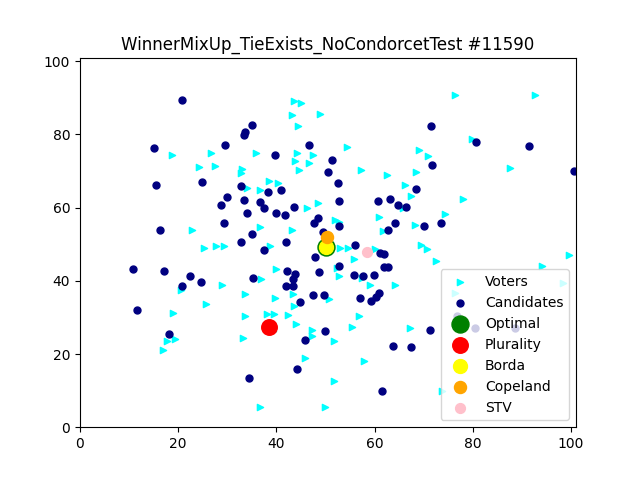 WinnerMixUp_TieExists_NoCondorcetTest #11590
100
80
60
40
20
0
0
20
40
60
80
100
Voters
Candidates
Optimal
Plurality
Borda
Copeland
STV